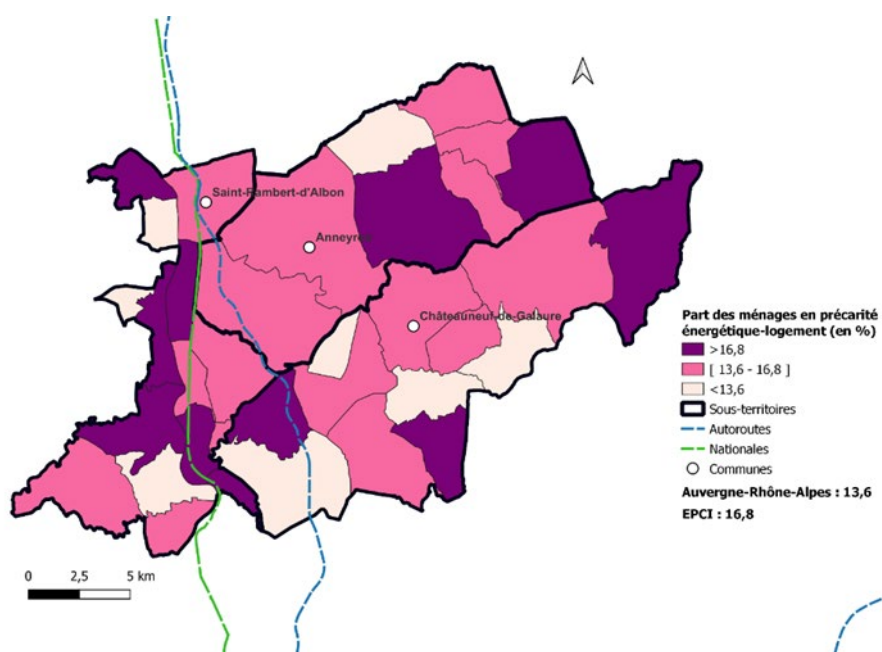 Saint-Rambert-d'Albon
Anneyron
Châteauneuf-de-Galaure
Part des ménages en précarité
énergétique-logement (en %)
>16,8
[ 13,6 - 16,8 ]
<13,6
Sous-territoires
Autoroutes
Nationales
Communes
Auvergne-Rhône-Alpes : 13,6
EPCI : 16,8
0 2,5 5 km